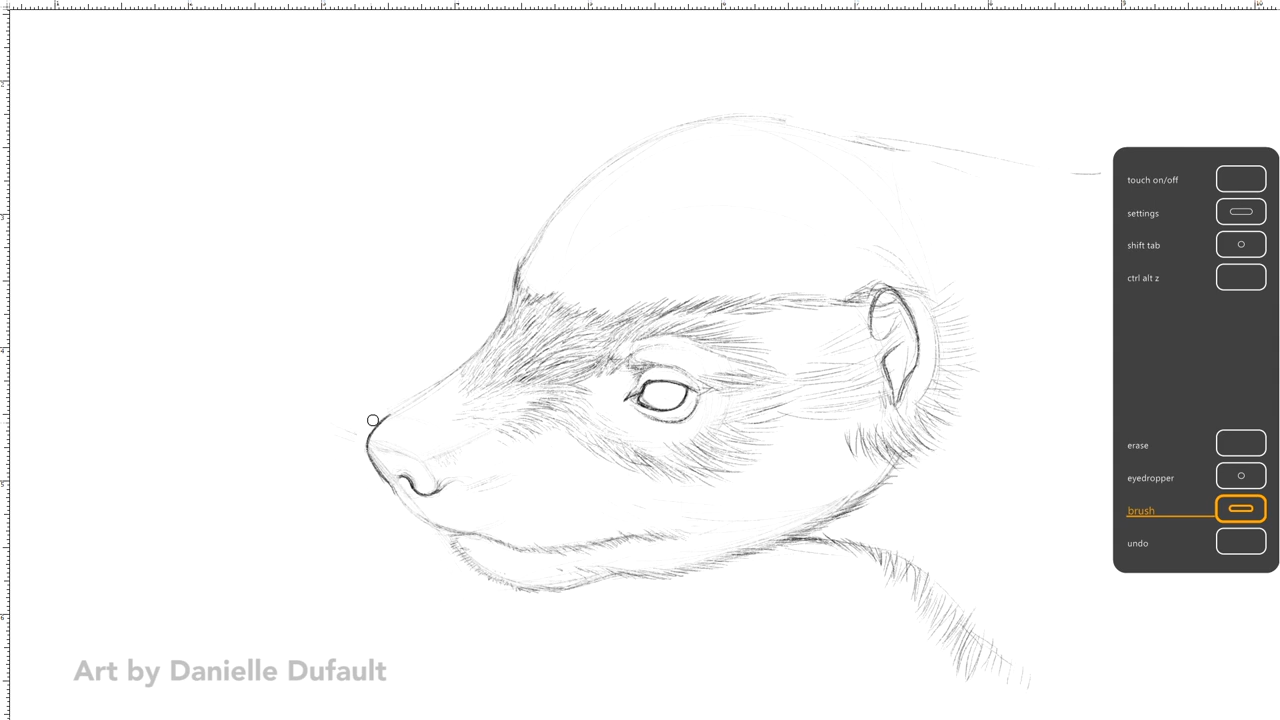 touch on/off
settings
shift tab
ctrl alt z
erase
eyedropper
brush
undo
Art by Danielle Dufault